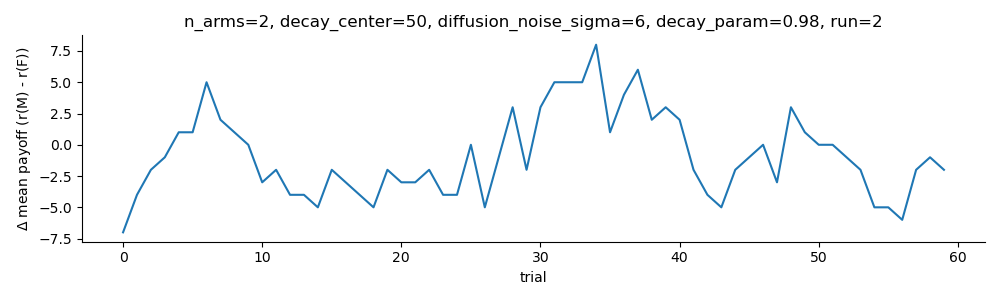 n_arms=2, decay_center=50, diffusion_noise_sigma=6, decay_param=0.98, run=2
Δ mean payoff (r(M) - r(F))
7.5
5.0
2.5
0.0
−2.5
−5.0
−7.5
0 10 20 30 40 50 60
trial